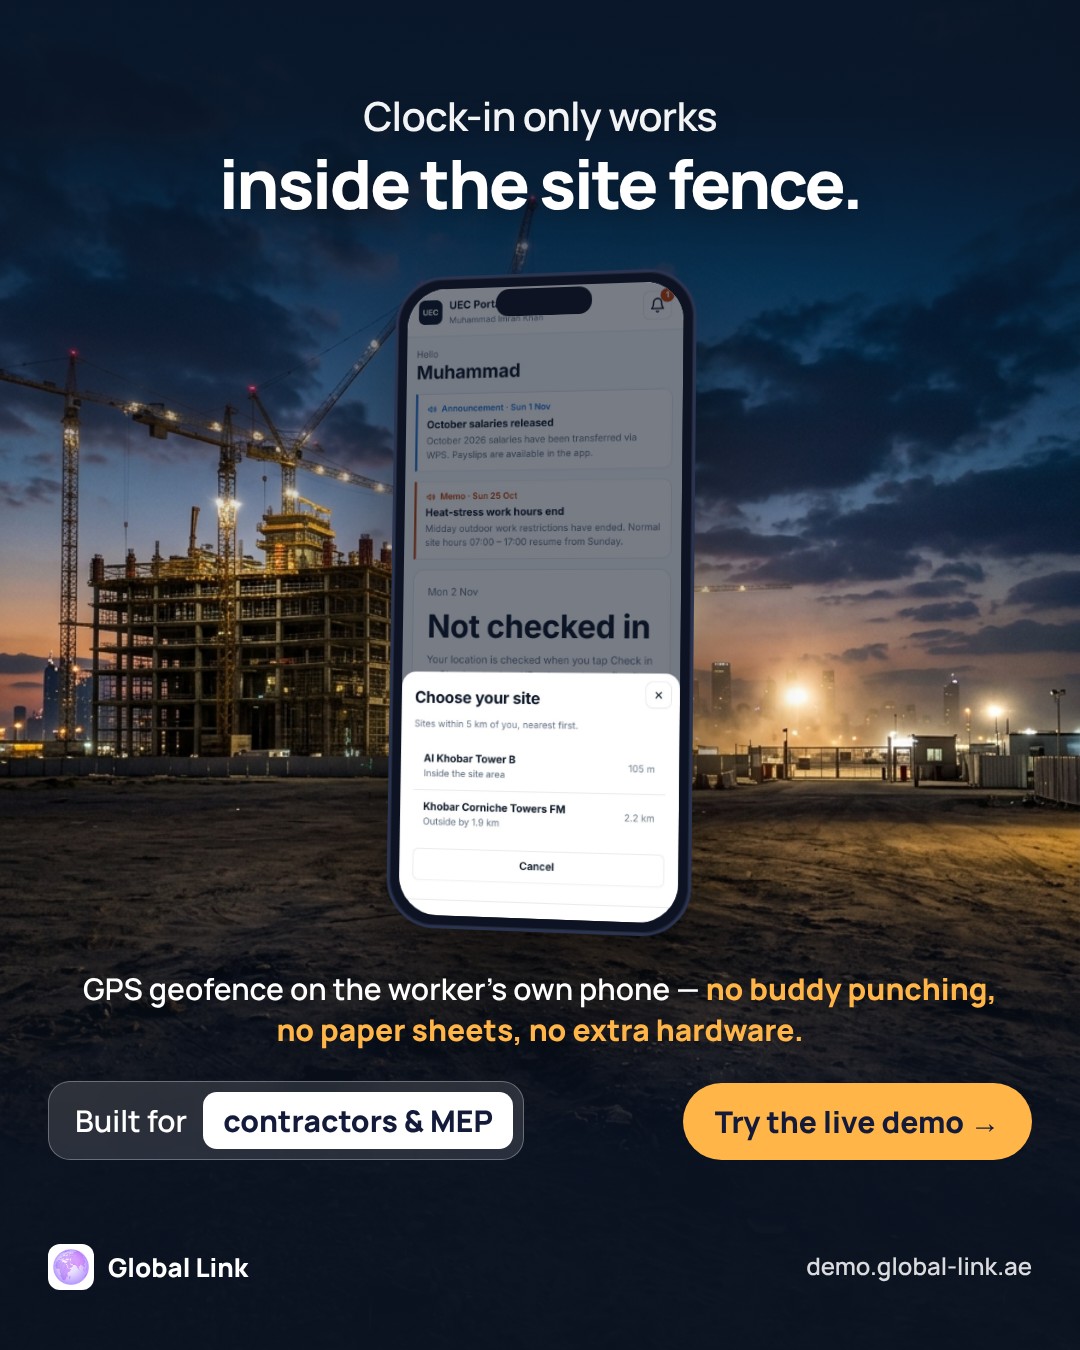 Clock-in only works
inside the site fence.
UEC
UEC Port
Muhammad Imran Khan
1
Hello
Muhammad
Announcement · Sun 1 Nov
October salaries released
October 2026 salaries have been transferred via
WPS. Payslips are available in the app.
Memo · Sun 25 Oct
Heat-stress work hours end
Midday outdoor work restrictions have ended. Normal
site hours 07:00 – 17:00 resume from Sunday.
Mon 2 Nov
Not checked in
Your location is checked when you tap Check in
Choose your site
Sites within 5 km of you, nearest first.
Al Khobar Tower B
Inside the site area
105 m
Khobar Corniche Towers FM
Outside by 1.9 km
2.2 km
Cancel
GPS geofence on the worker’s own phone — no buddy punching,
no paper sheets, no extra hardware.
Built for contractors & MEP
Try the live demo →
Global Link
demo.global-link.ae